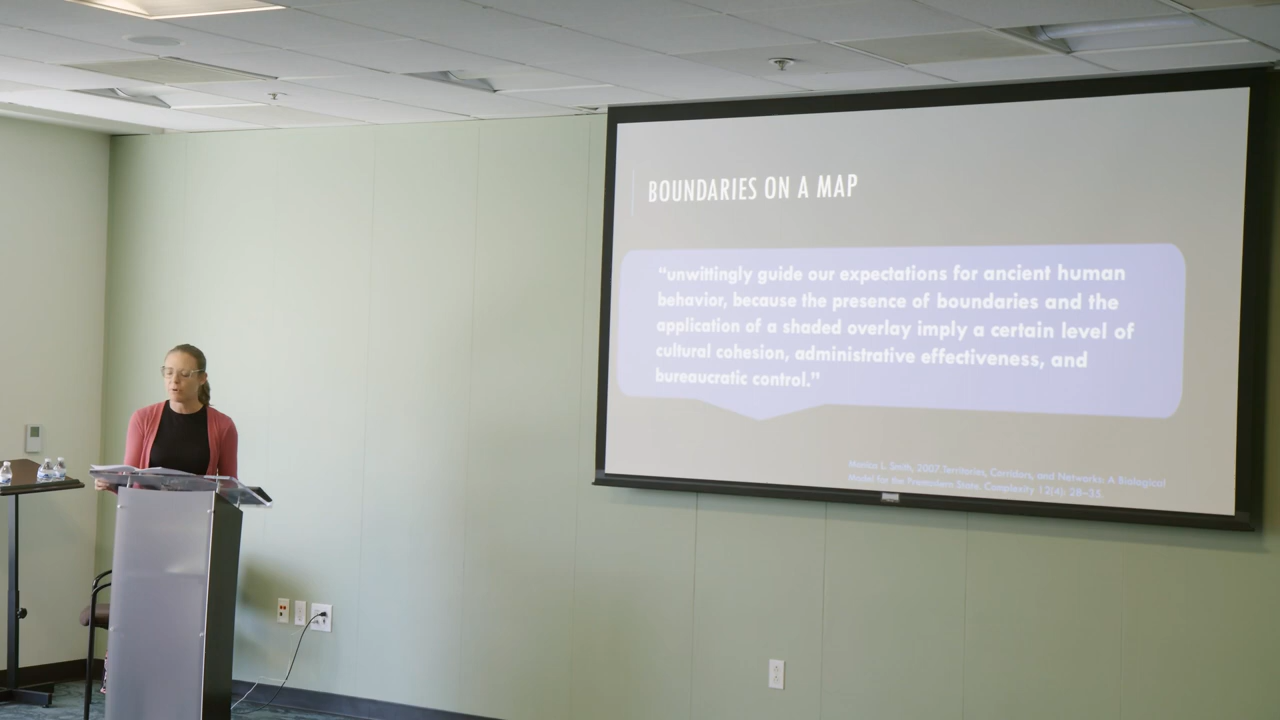 BOUNDARIES ON A MAP
“unwittingly guide our expectations for ancient human
behavior, because the presence of boundaries and the
application of a shaded overlay imply a certain level of
cultural cohesion, administrative effectiveness, and
bureaucratic control.”
Monica L. Smith, 2007.Territories, Corridors, and Networks: A Biological
Model for the Premodern State. Complexity 12(4): 28–35.